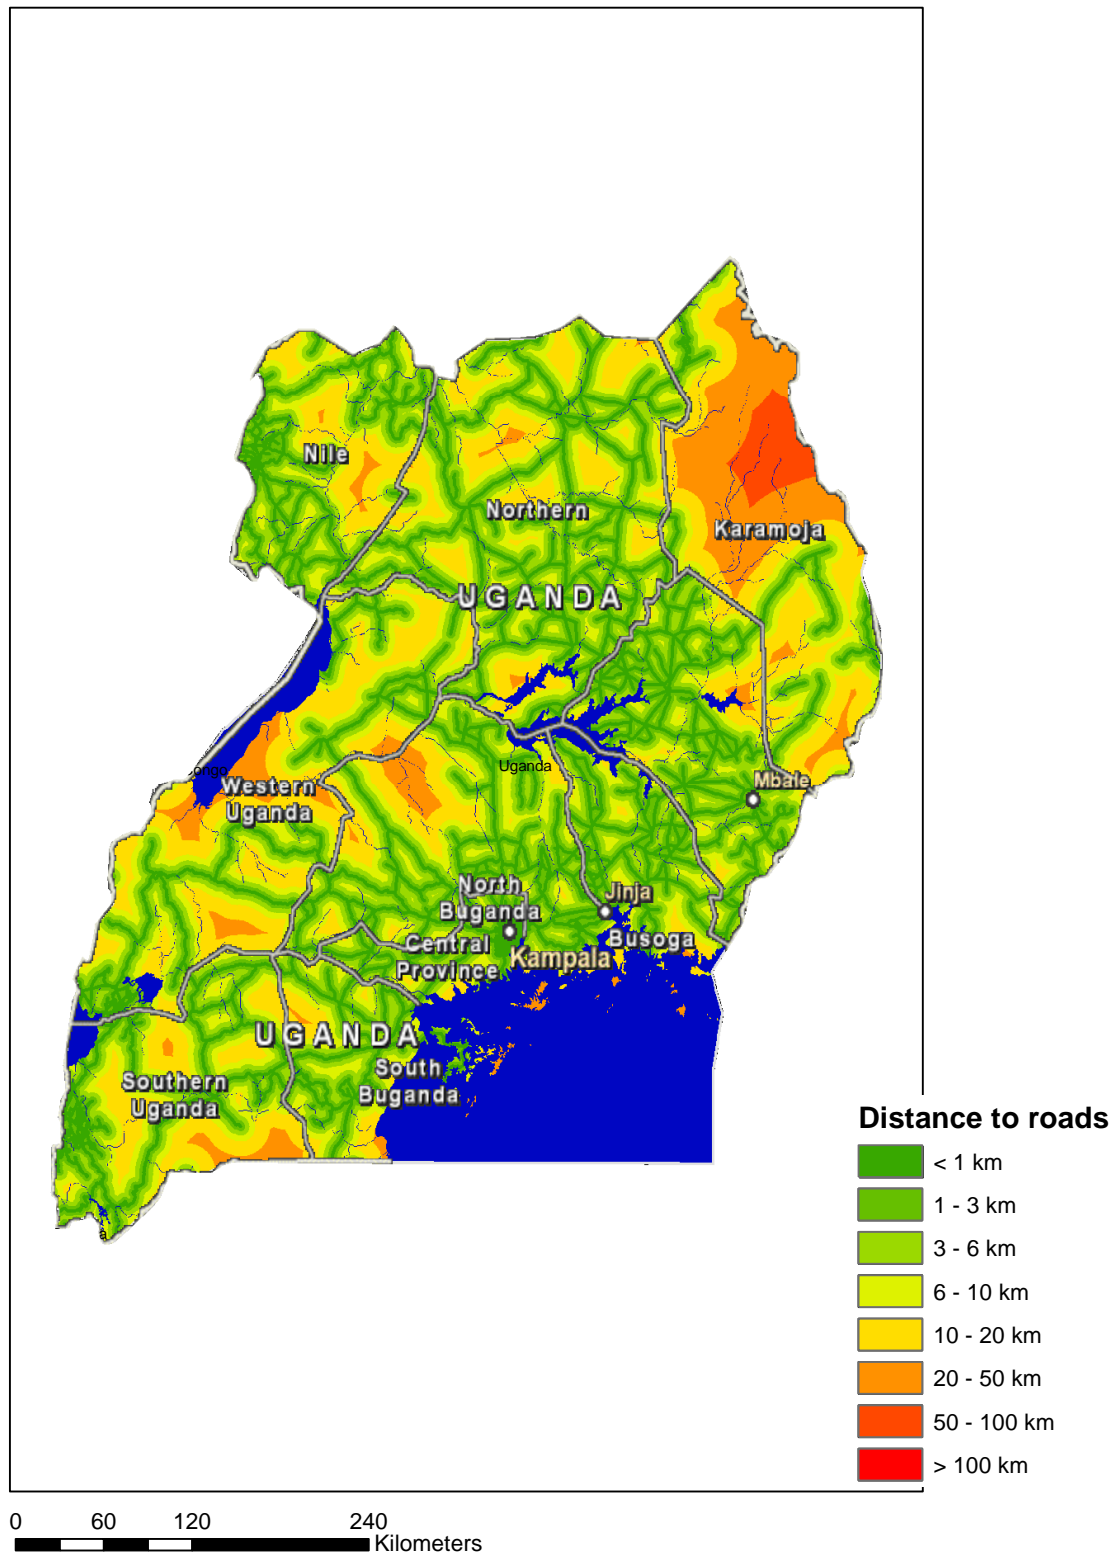 Nile
Northern
Karamoja
UGANDA
Uganda
ongo
Western
Uganda
Mbale
North
Buganda
Jinja
Busoga
Central
Province
Kampala
UGANDA
South
Buganda
Southern
Uganda
a
Distance to roads
< 1 km
1 - 3 km
3 - 6 km
6 - 10 km
10 - 20 km
20 - 50 km
50 - 100 km
> 100 km
0 60 120 240
Kilometers